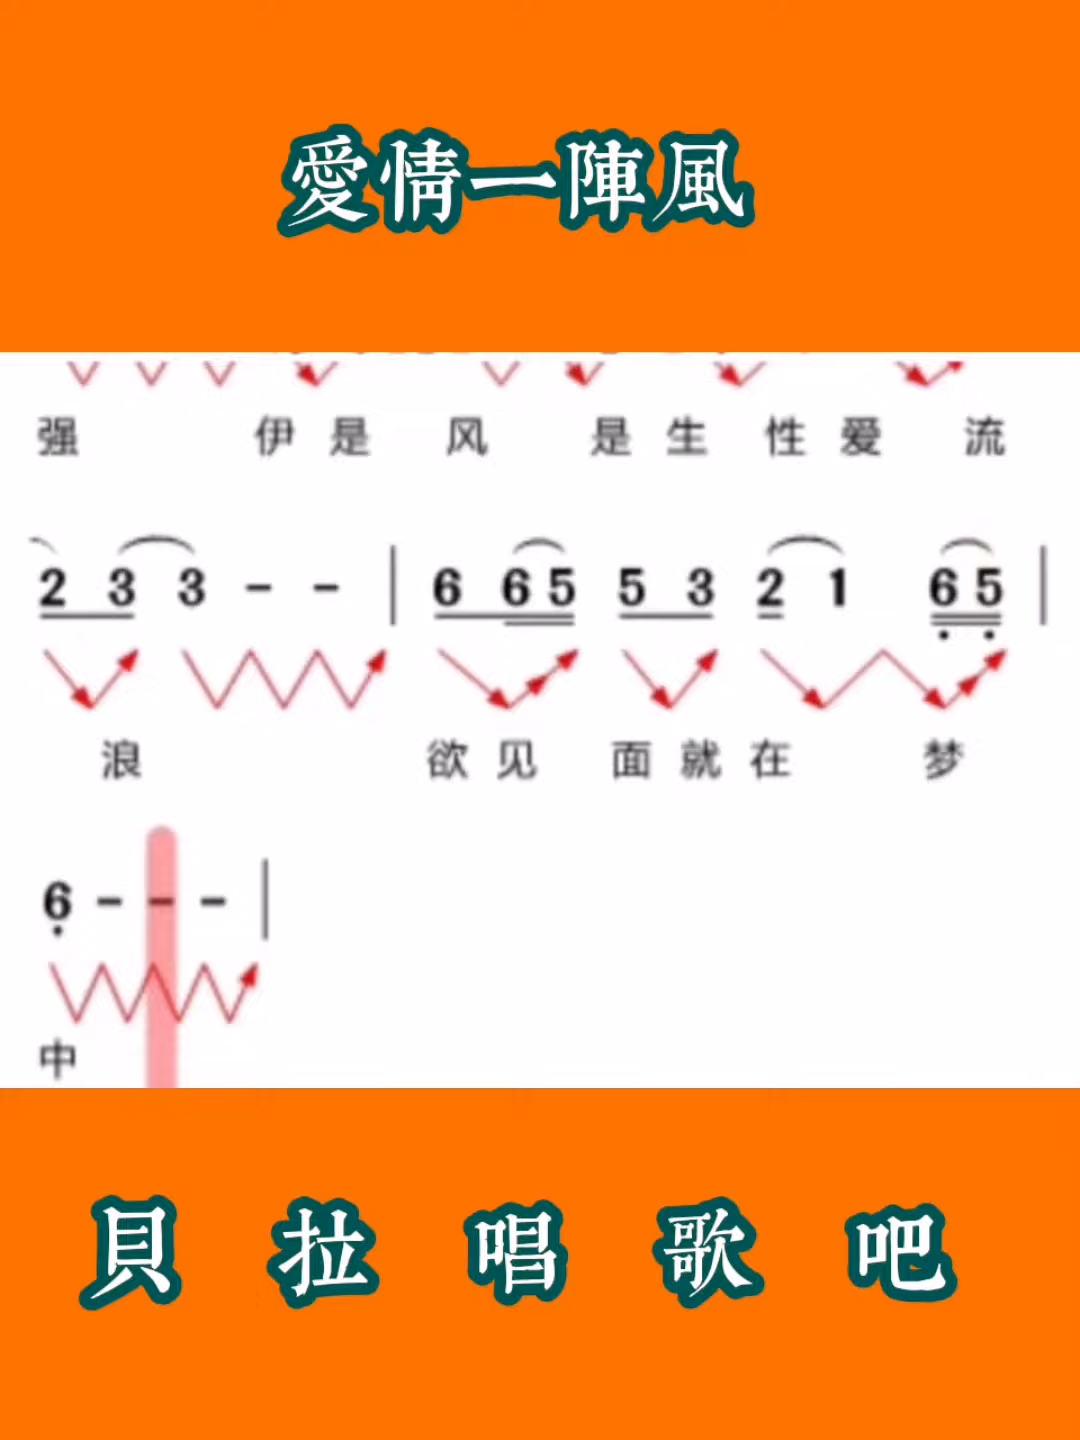 愛情一陣風
强 伊是 风 是生 性爱 流
2 3 3 - - | 6 6 5 5 3 2 1 6 5 |
浪 欲见 面就在 梦
6 - - - |
中
貝 拉 唱 歌 吧